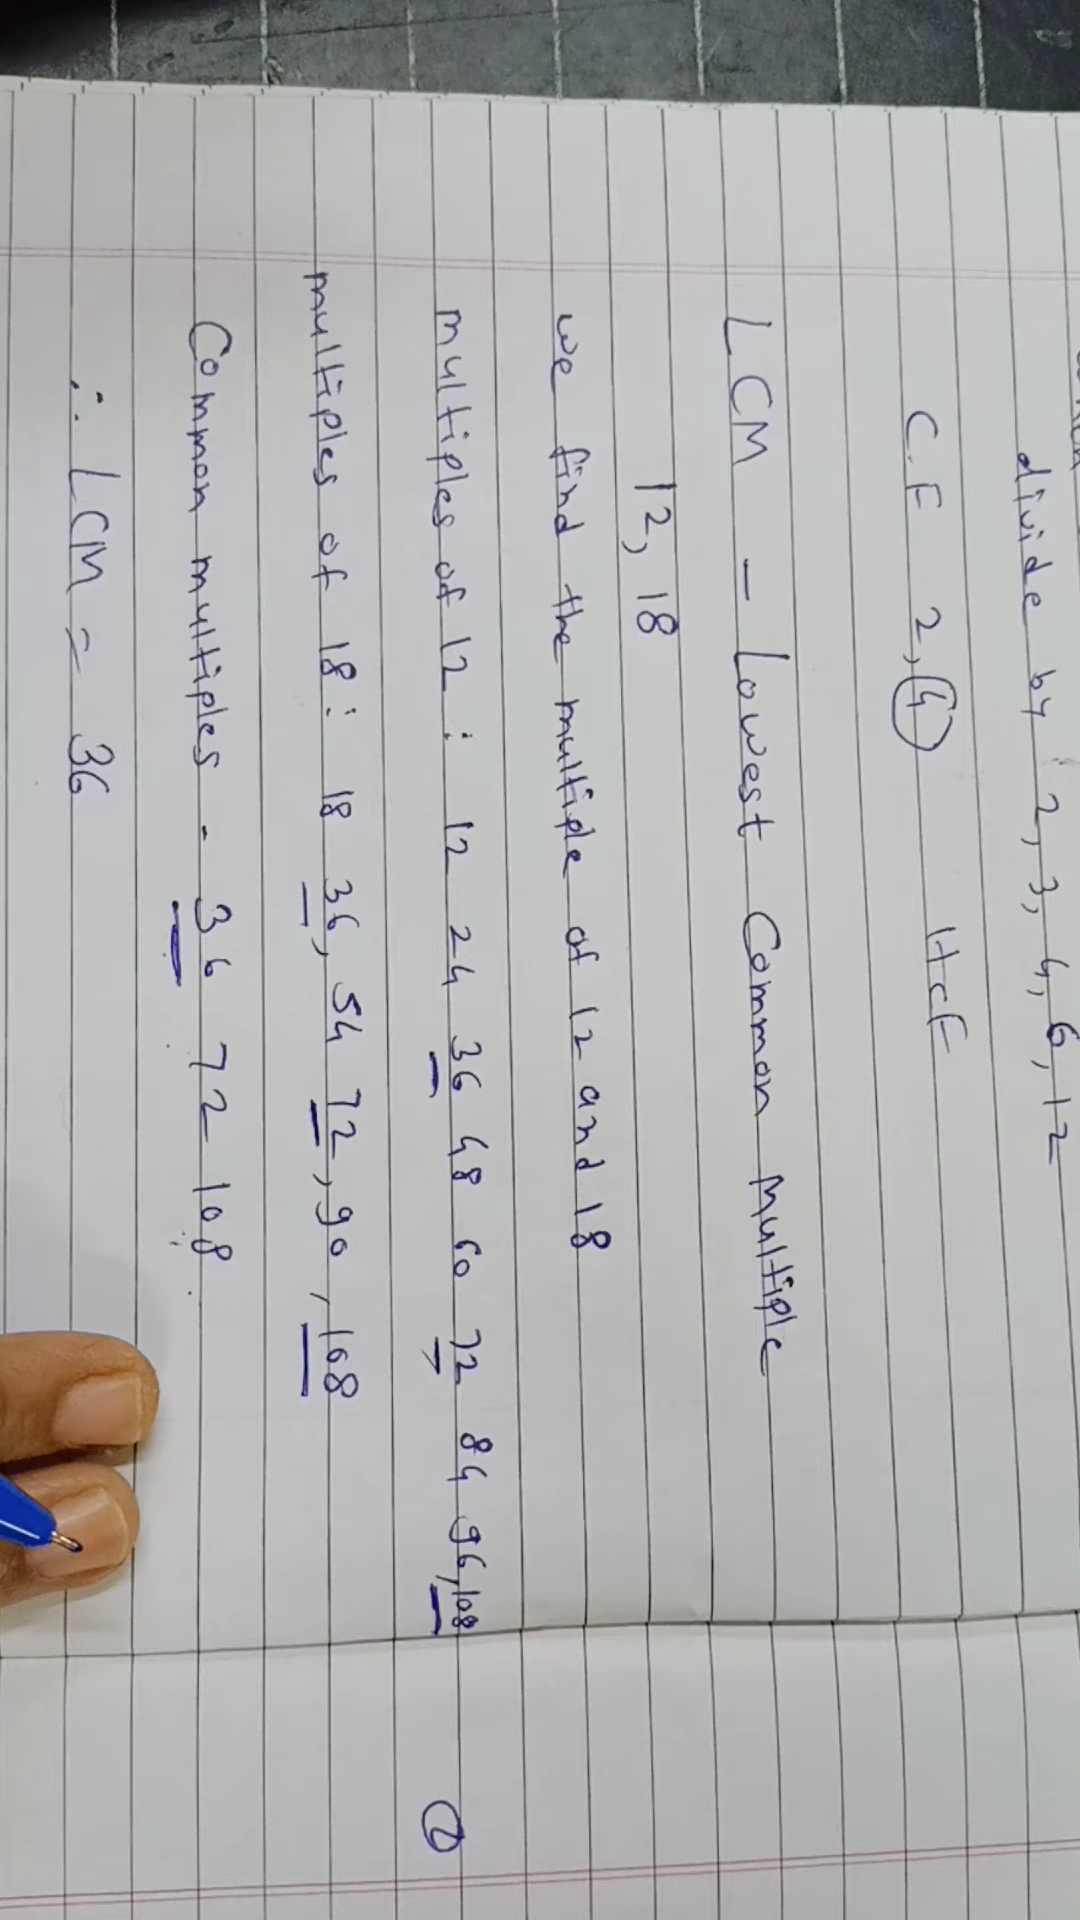 divide by 2, 3, 4, 6, 12
C.F 2, 4 HCF
LCM - Lowest Common Multiple
12, 18
we find the multiple of 12 and 18
multiples of 12 : 12 24 36 48 60 72 84 96, 108
multiples of 18 : 18 36, 54 72, 90, 108
Common multiples - 36 72 108
∴ LCM = 36